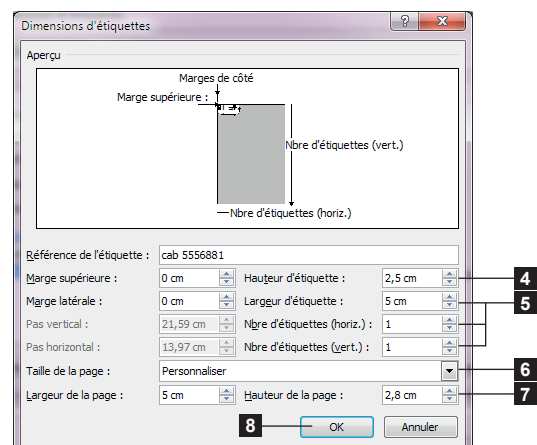 Dimensions d'étiquettes
Aperçu
Marges de côté
Marge supérieure :
Nbre d'étiquettes (vert.)
Nbre d'étiquettes (horiz.)
Référence de l'étiquette : cab 5556881
Marge supérieure : 0 cm Hauteur d'étiquette : 2,5 cm 4
Marge latérale : 0 cm Largeur d'étiquette : 5 cm 5
Pas vertical : 21,59 cm Nbre d'étiquettes (horiz.) : 1
Pas horizontal : 13,97 cm Nbre d'étiquettes (vert.) : 1
Taille de la page : Personnaliser 6
Largeur de la page : 5 cm Hauteur de la page : 2,8 cm 7
8 OK Annuler